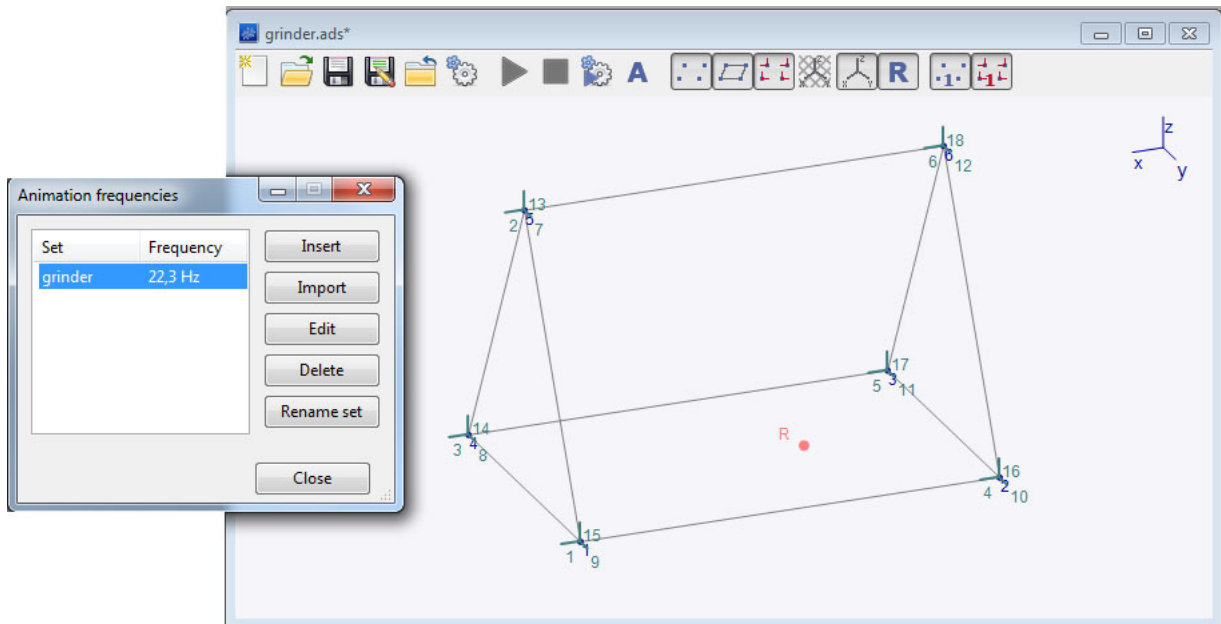 grinder.ads*
A
R
1
1
z
x
y
18
6
6
12
13
2
5
7
Animation frequencies
Set Frequency
grinder 22,3 Hz
Insert
Import
Edit
Delete
Rename set
Close
17
5
3
11
14
3
4
8
R
16
4
2
10
15
1
1
9